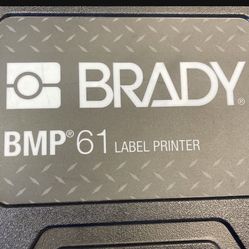 BRADY
BMP® 61 LABEL PRINTER